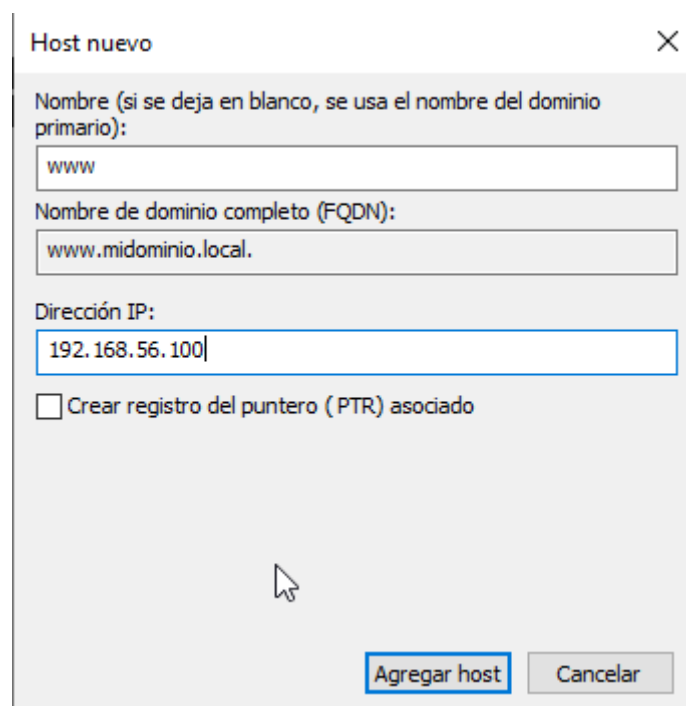 Host nuevo
Nombre (si se deja en blanco, se usa el nombre del dominio
primario):
www
Nombre de dominio completo (FQDN):
www.midominio.local.
Dirección IP:
192.168.56.100
Crear registro del puntero (PTR) asociado
Agregar host
Cancelar